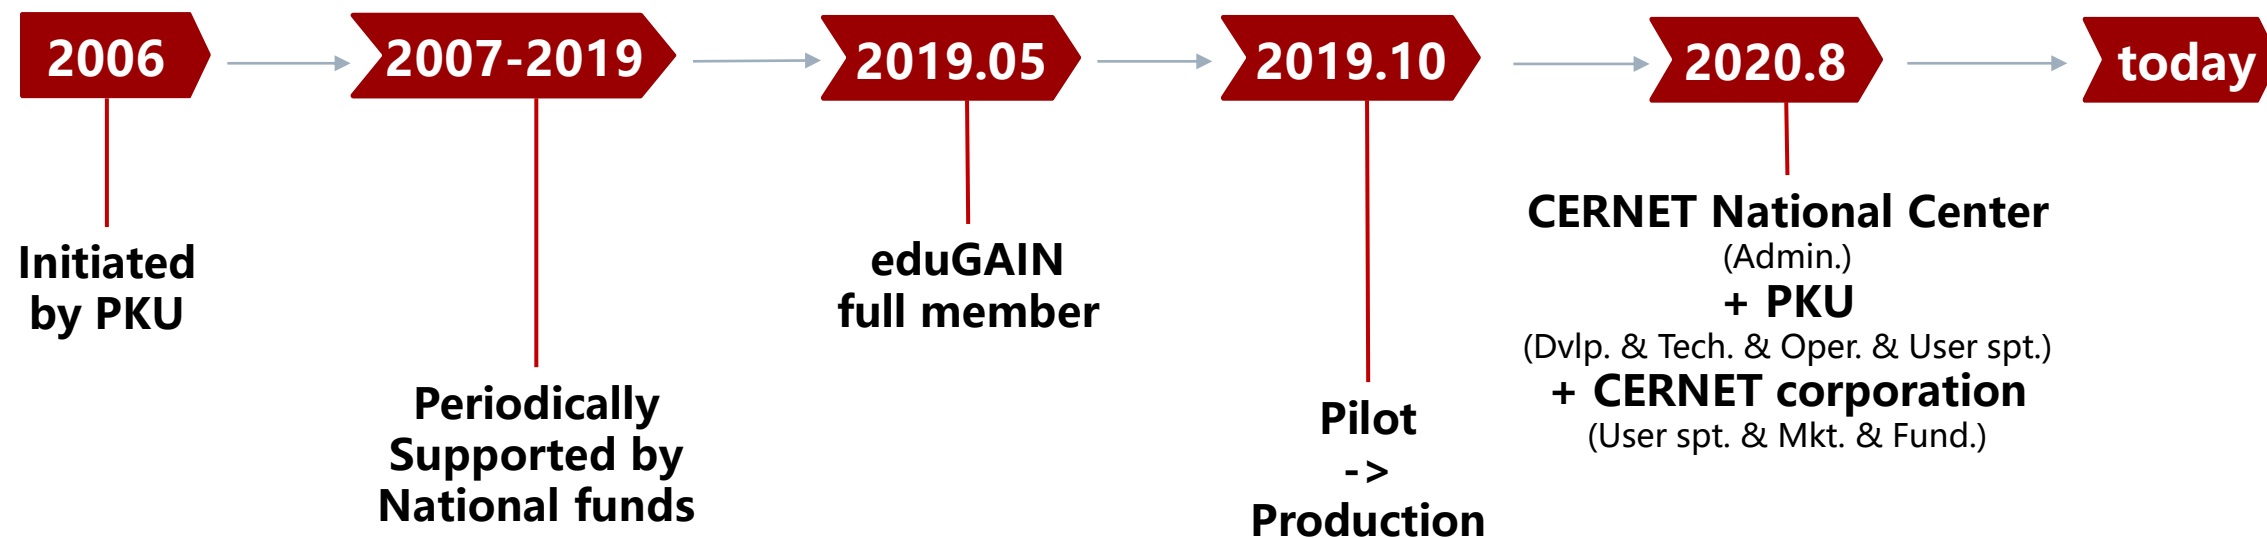 2006
Initiated
by PKU
2007-2019
Periodically
Supported by
National funds
2019.05
eduGAIN
full member
2019.10
Pilot
->
Production
2020.8
CERNET National Center
(Admin.)
+ PKU
(Dvlp. & Tech. & Oper. & User spt.)
+ CERNET corporation
(User spt. & Mkt. & Fund.)
today